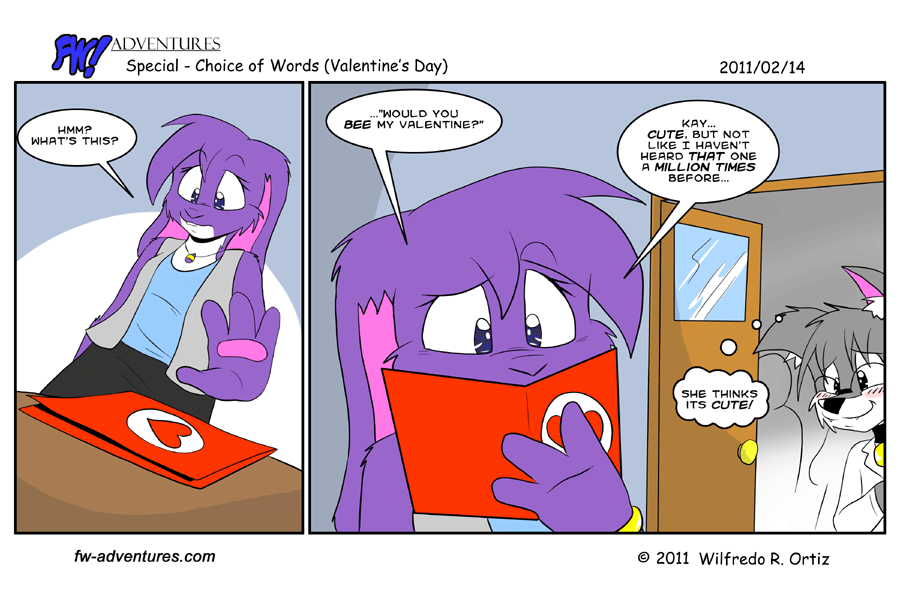 FW! ADVENTURES
Special - Choice of Words (Valentine's Day)
2011/02/14
HMM?
WHAT'S THIS?
..."WOULD YOU
BEE MY VALENTINE?"
KAY...
CUTE, BUT NOT
LIKE I HAVEN'T
HEARD THAT ONE
A MILLION TIMES
BEFORE...
SHE THINKS
ITS CUTE!
fw-adventures.com
© 2011 Wilfredo R. Ortiz